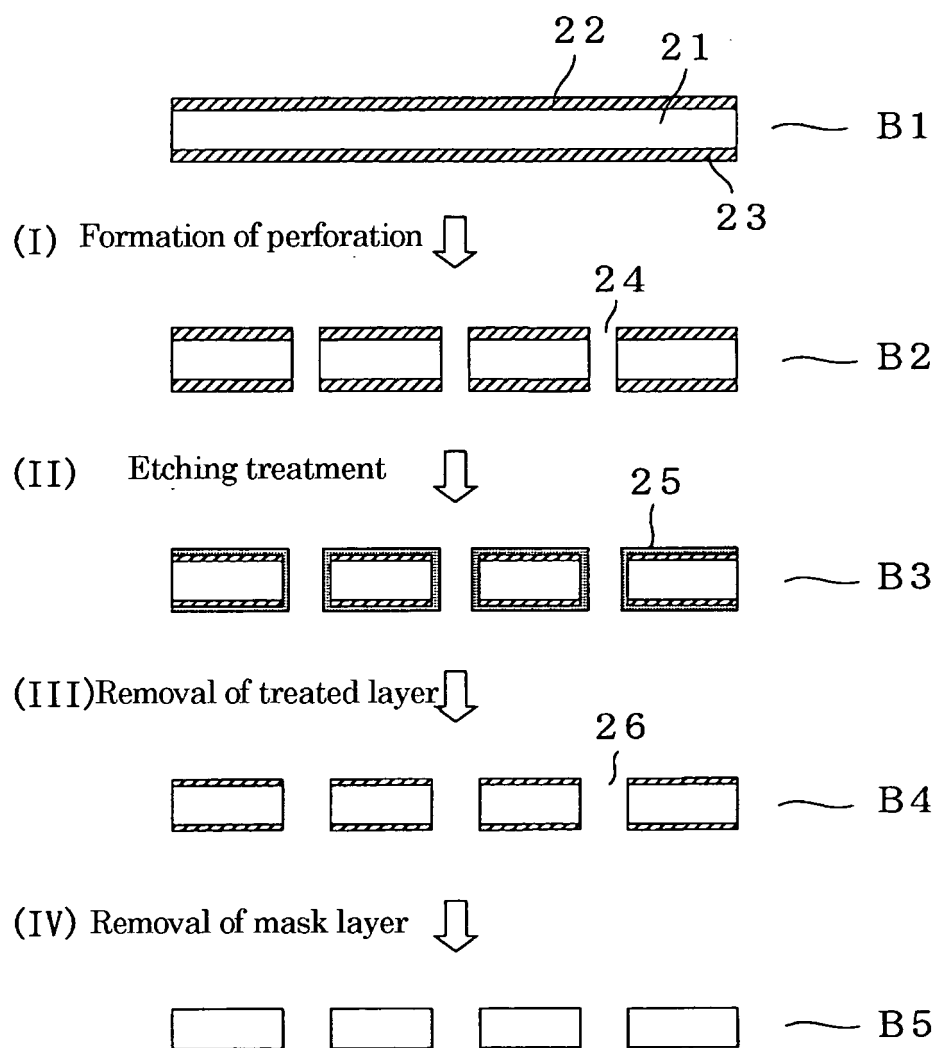 22
21
B1
23
(I) Formation of perforation
24
B2
(II) Etching treatment
25
B3
(III)Removal of treated layer
26
B4
(IV) Removal of mask layer
B5